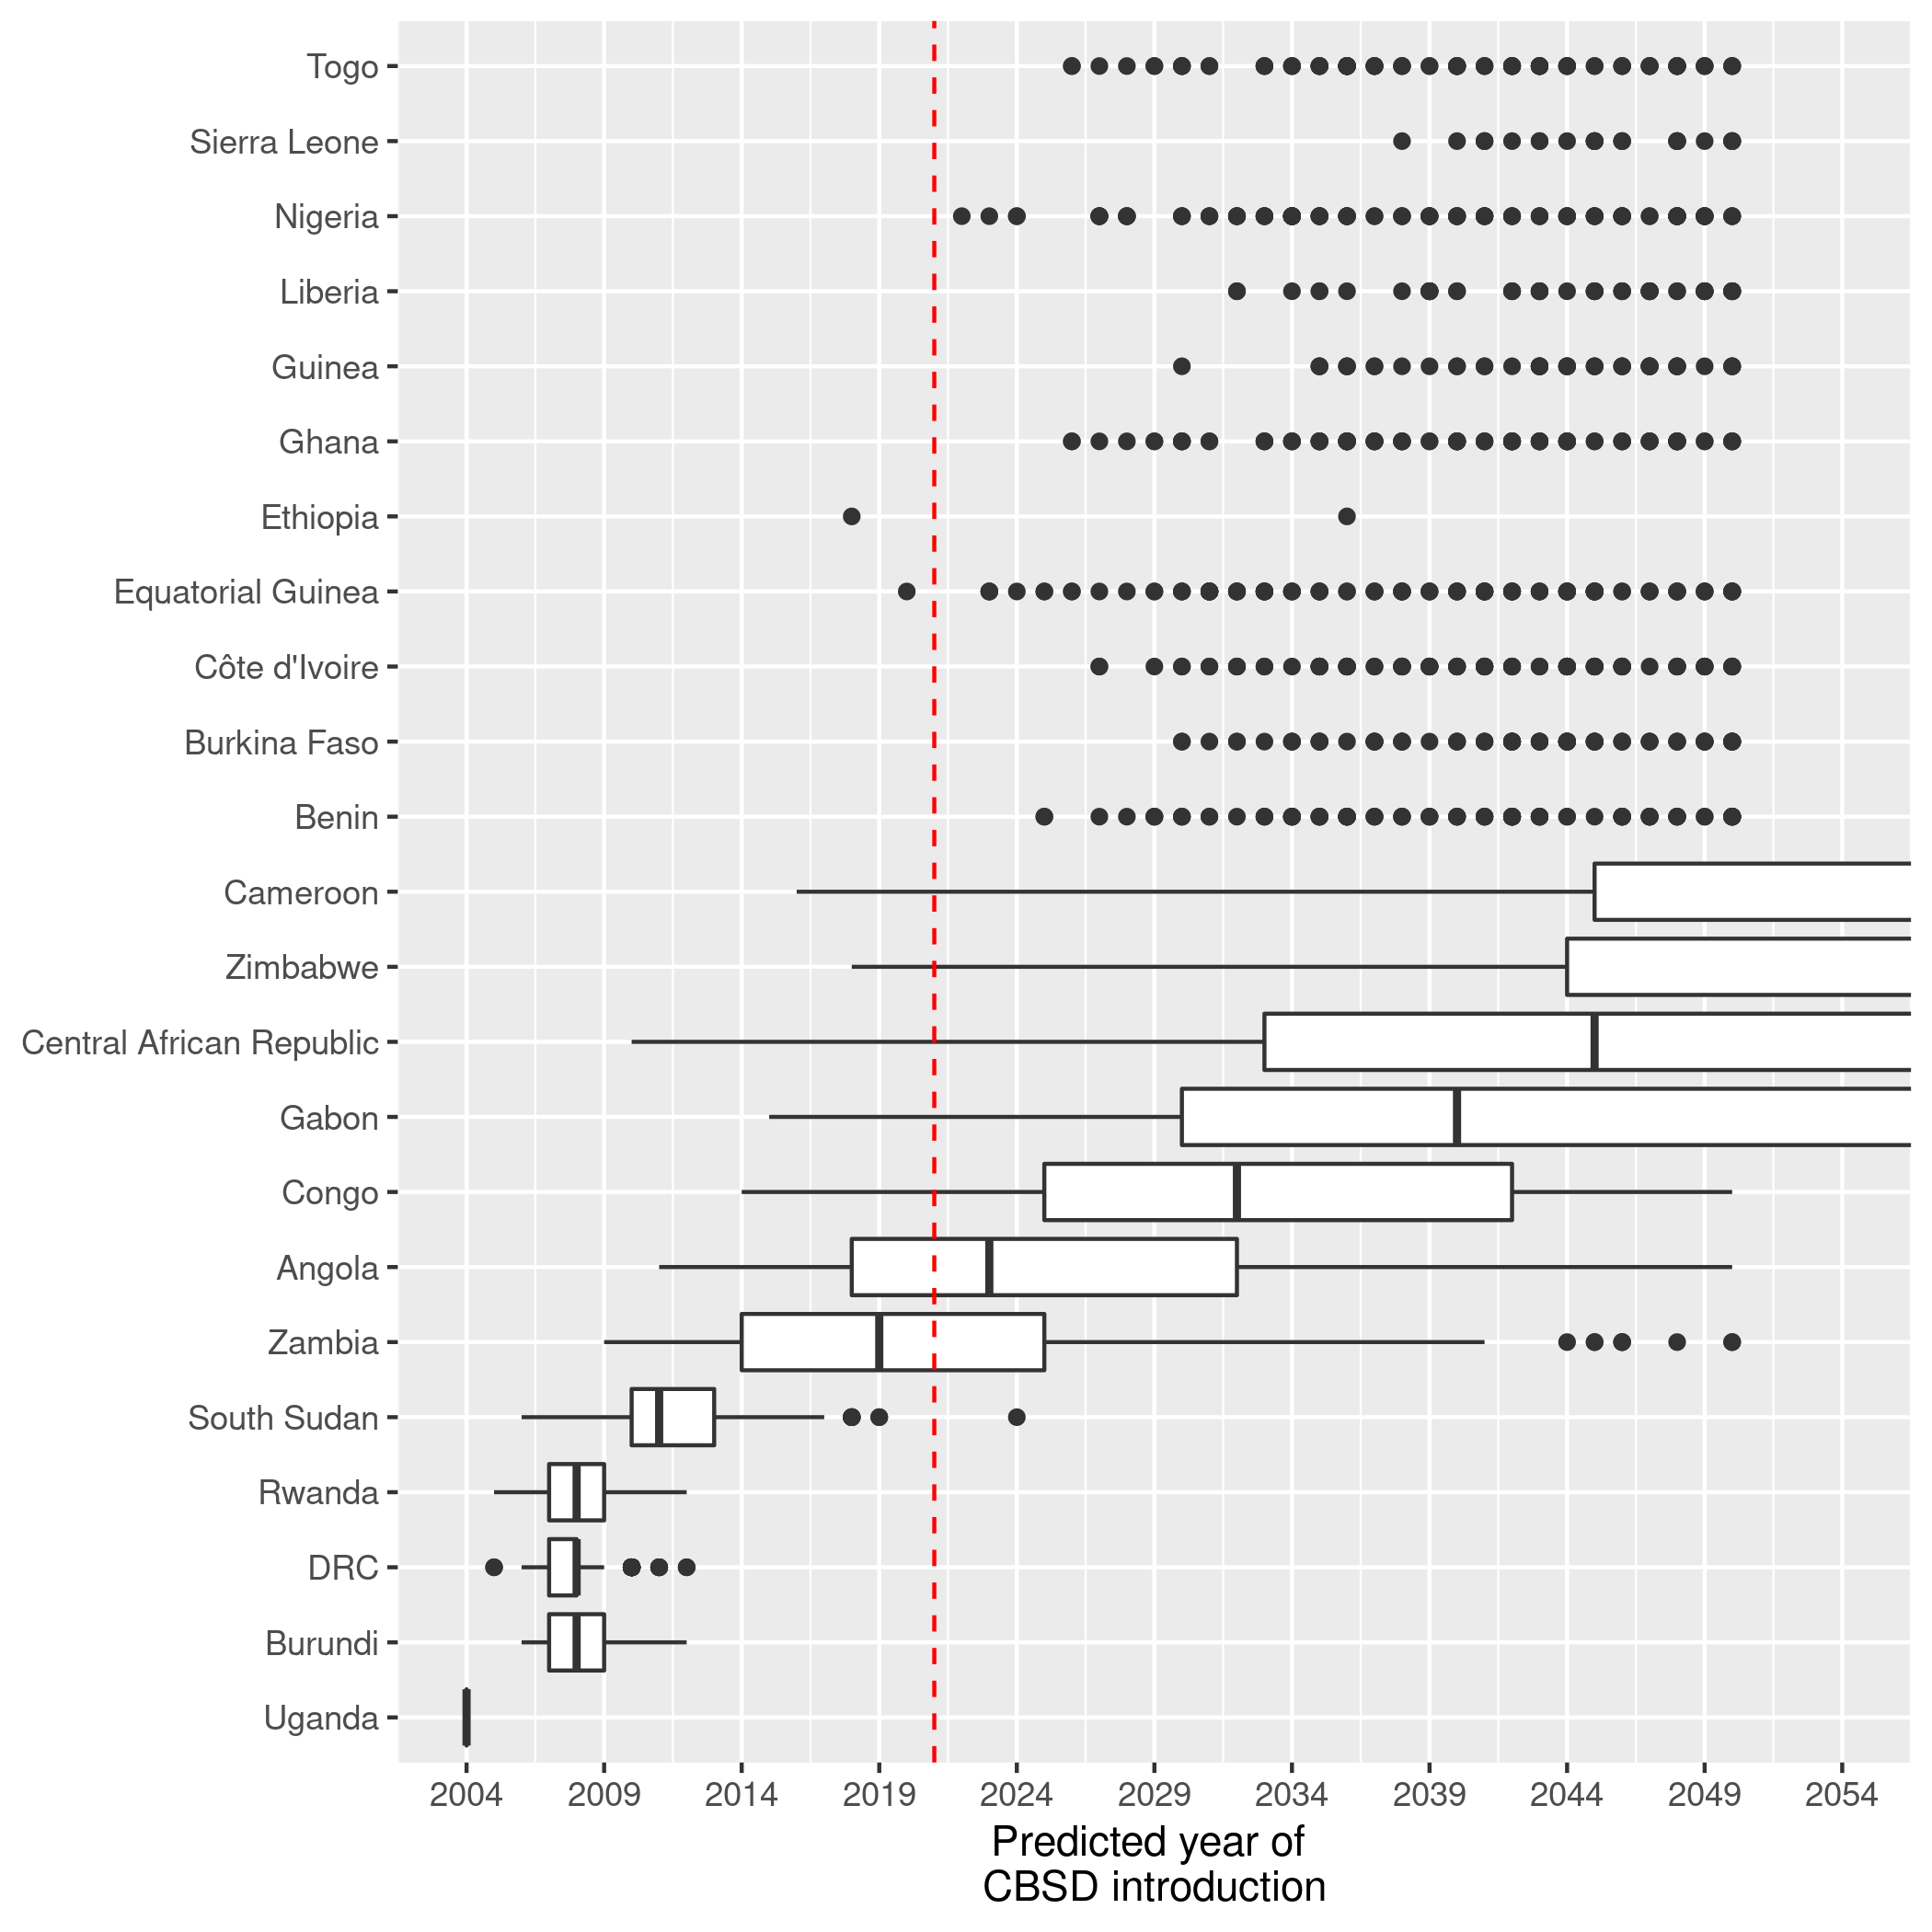 Togo
Sierra Leone
Nigeria
Liberia
Guinea
Ghana
Ethiopia
Equatorial Guinea
Côte d'Ivoire
Burkina Faso
Benin
Cameroon
Zimbabwe
Central African Republic
Gabon
Congo
Angola
Zambia
South Sudan
Rwanda
DRC
Burundi
Uganda
2004 2009 2014 2019 2024 2029 2034 2039 2044 2049 2054
Predicted year of
CBSD introduction